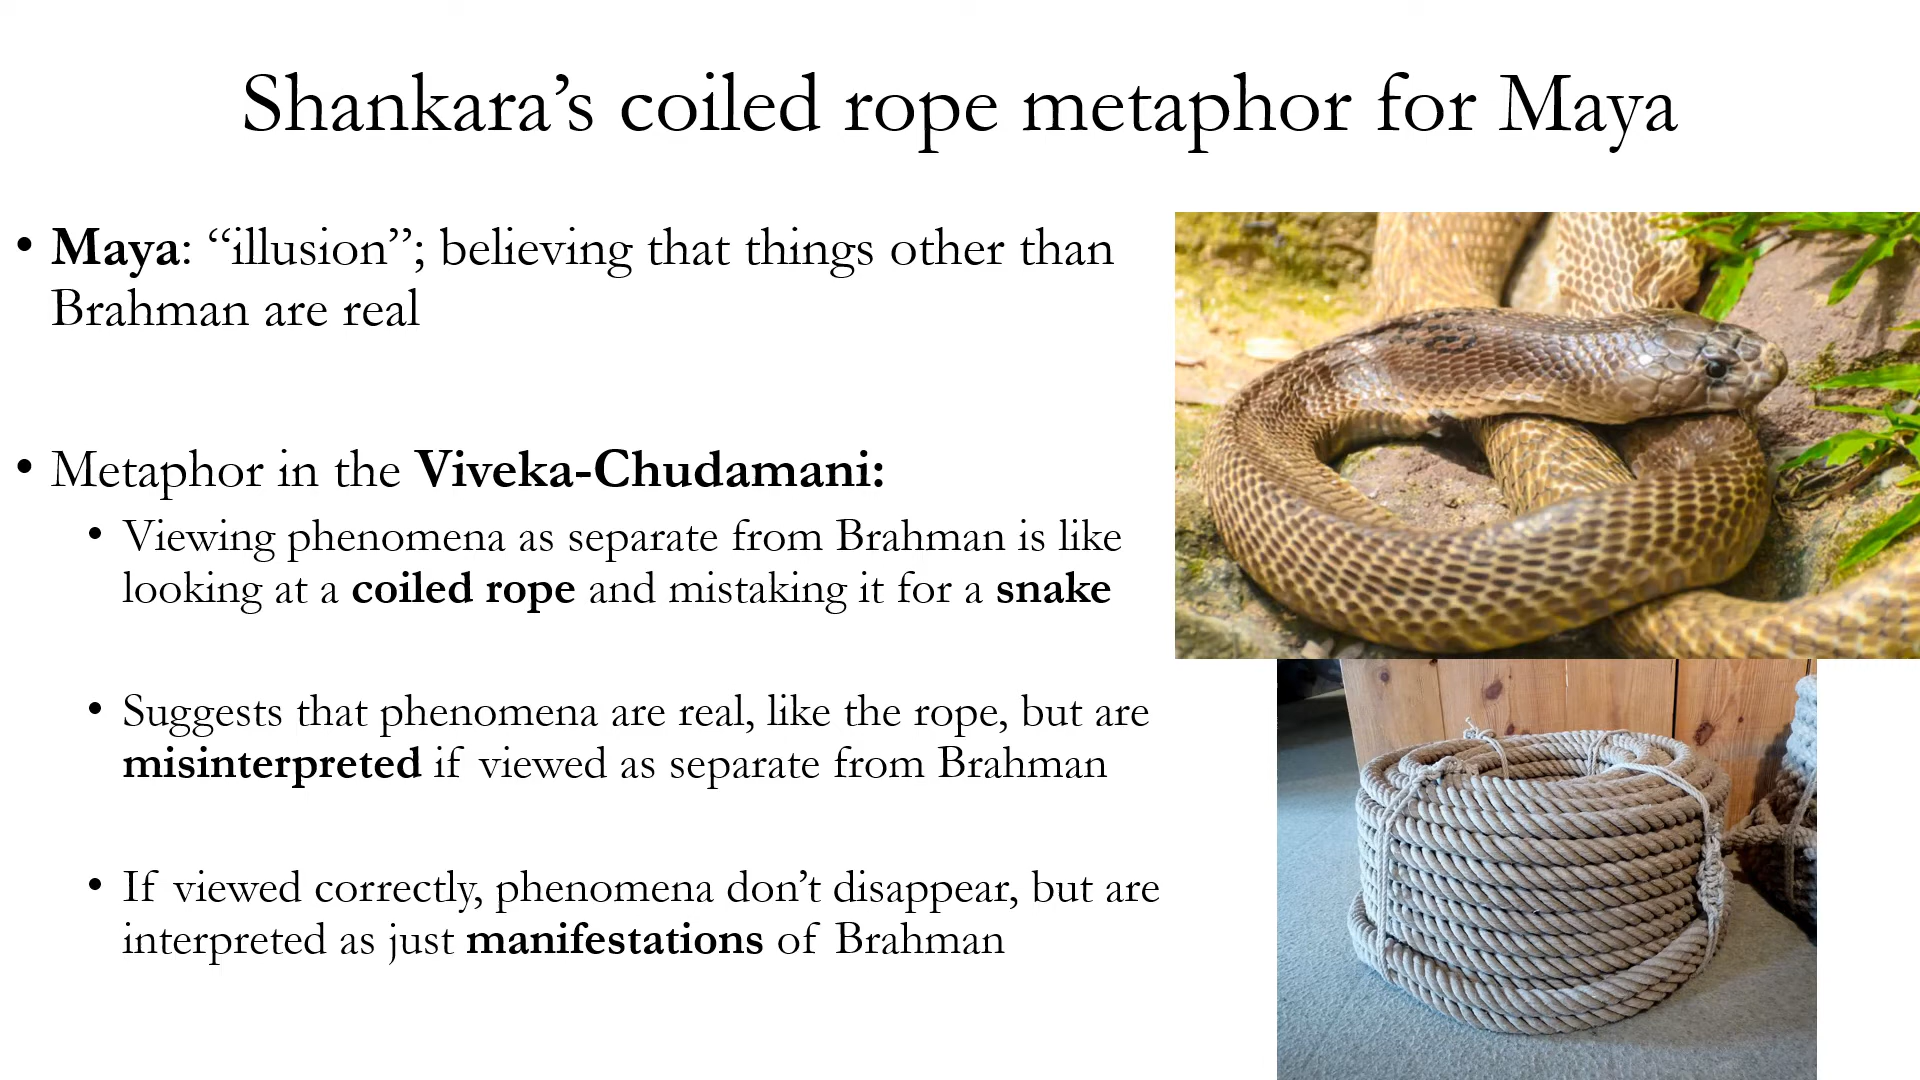 Shankara’s coiled rope metaphor for Maya
• Maya: “illusion”; believing that things other than
Brahman are real
• Metaphor in the Viveka-Chudamani:
• Viewing phenomena as separate from Brahman is like
looking at a coiled rope and mistaking it for a snake
• Suggests that phenomena are real, like the rope, but are
misinterpreted if viewed as separate from Brahman
• If viewed correctly, phenomena don’t disappear, but are
interpreted as just manifestations of Brahman